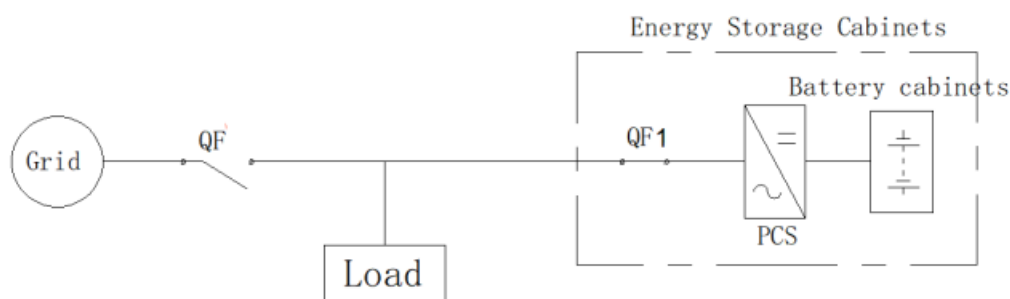 Energy Storage Cabinets
Battery cabinets
Grid
QF
QF1
PCS
Load